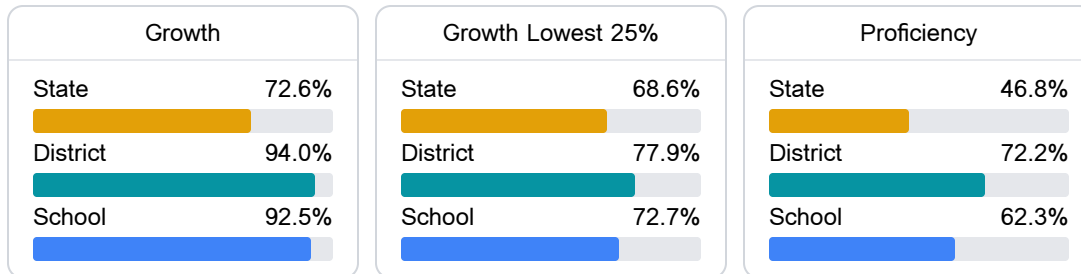 Growth
State 72.6%
District 94.0%
School 92.5%
Growth Lowest 25%
State 68.6%
District 77.9%
School 72.7%
Proficiency
State 46.8%
District 72.2%
School 62.3%